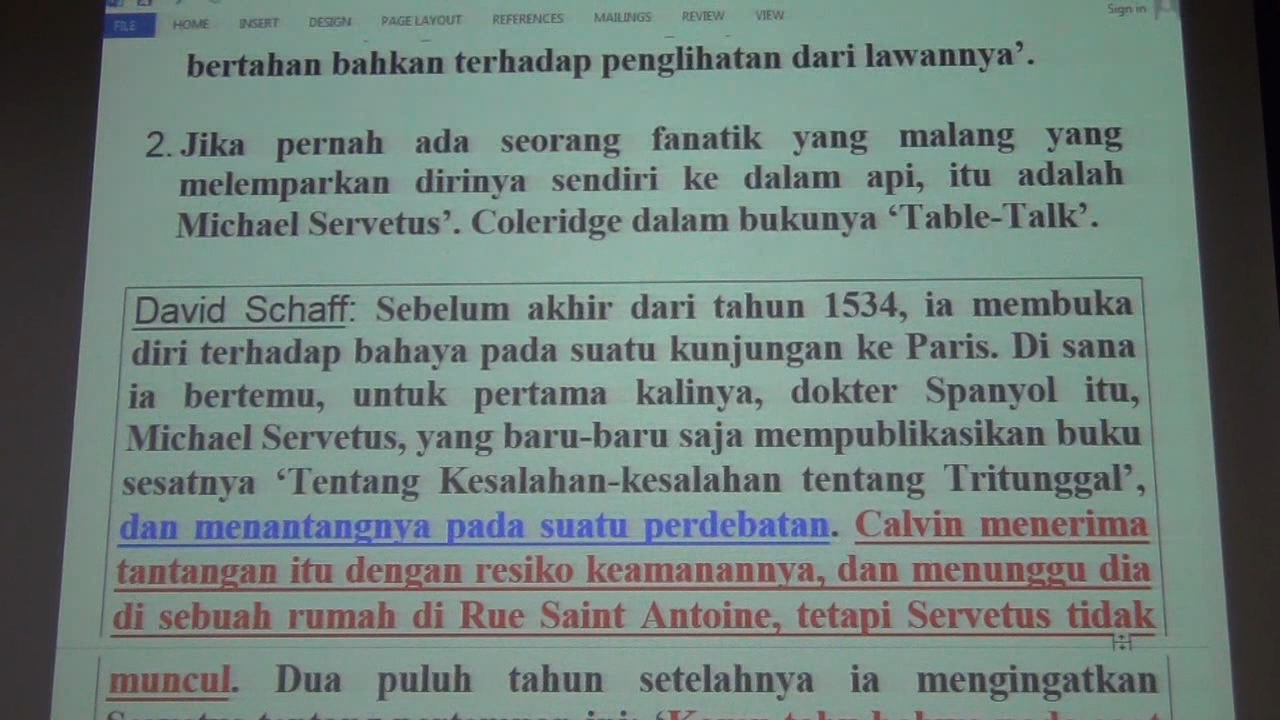 Sign in
FILE HOME INSERT DESIGN PAGE LAYOUT REFERENCES MAILINGS REVIEW VIEW
bertahan bahkan terhadap penglihatan dari lawannya’.
2. Jika pernah ada seorang fanatik yang malang yang
melemparkan dirinya sendiri ke dalam api, itu adalah
Michael Servetus’. Coleridge dalam bukunya ‘Table-Talk’.
David Schaff: Sebelum akhir dari tahun 1534, ia membuka
diri terhadap bahaya pada suatu kunjungan ke Paris. Di sana
ia bertemu, untuk pertama kalinya, dokter Spanyol itu,
Michael Servetus, yang baru-baru saja mempublikasikan buku
sesatnya ‘Tentang Kesalahan-kesalahan tentang Tritunggal’,
dan menantangnya pada suatu perdebatan. Calvin menerima
tantangan itu dengan resiko keamanannya, dan menunggu dia
di sebuah rumah di Rue Saint Antoine, tetapi Servetus tidak
muncul. Dua puluh tahun setelahnya ia mengingatkan